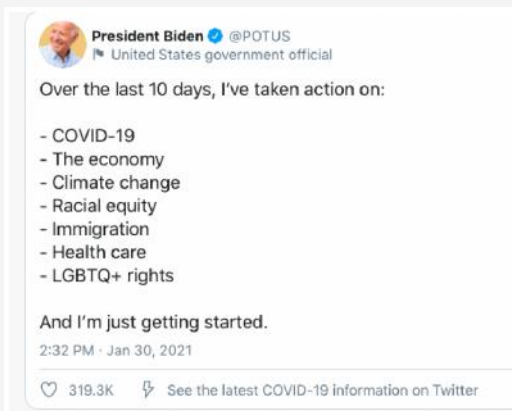 President Biden @POTUS
United States government official
Over the last 10 days, I've taken action on:
- COVID-19
- The economy
- Climate change
- Racial equity
- Immigration
- Health care
- LGBTQ+ rights
And I'm just getting started.
2:32 PM · Jan 30, 2021
319.3K See the latest COVID-19 information on Twitter